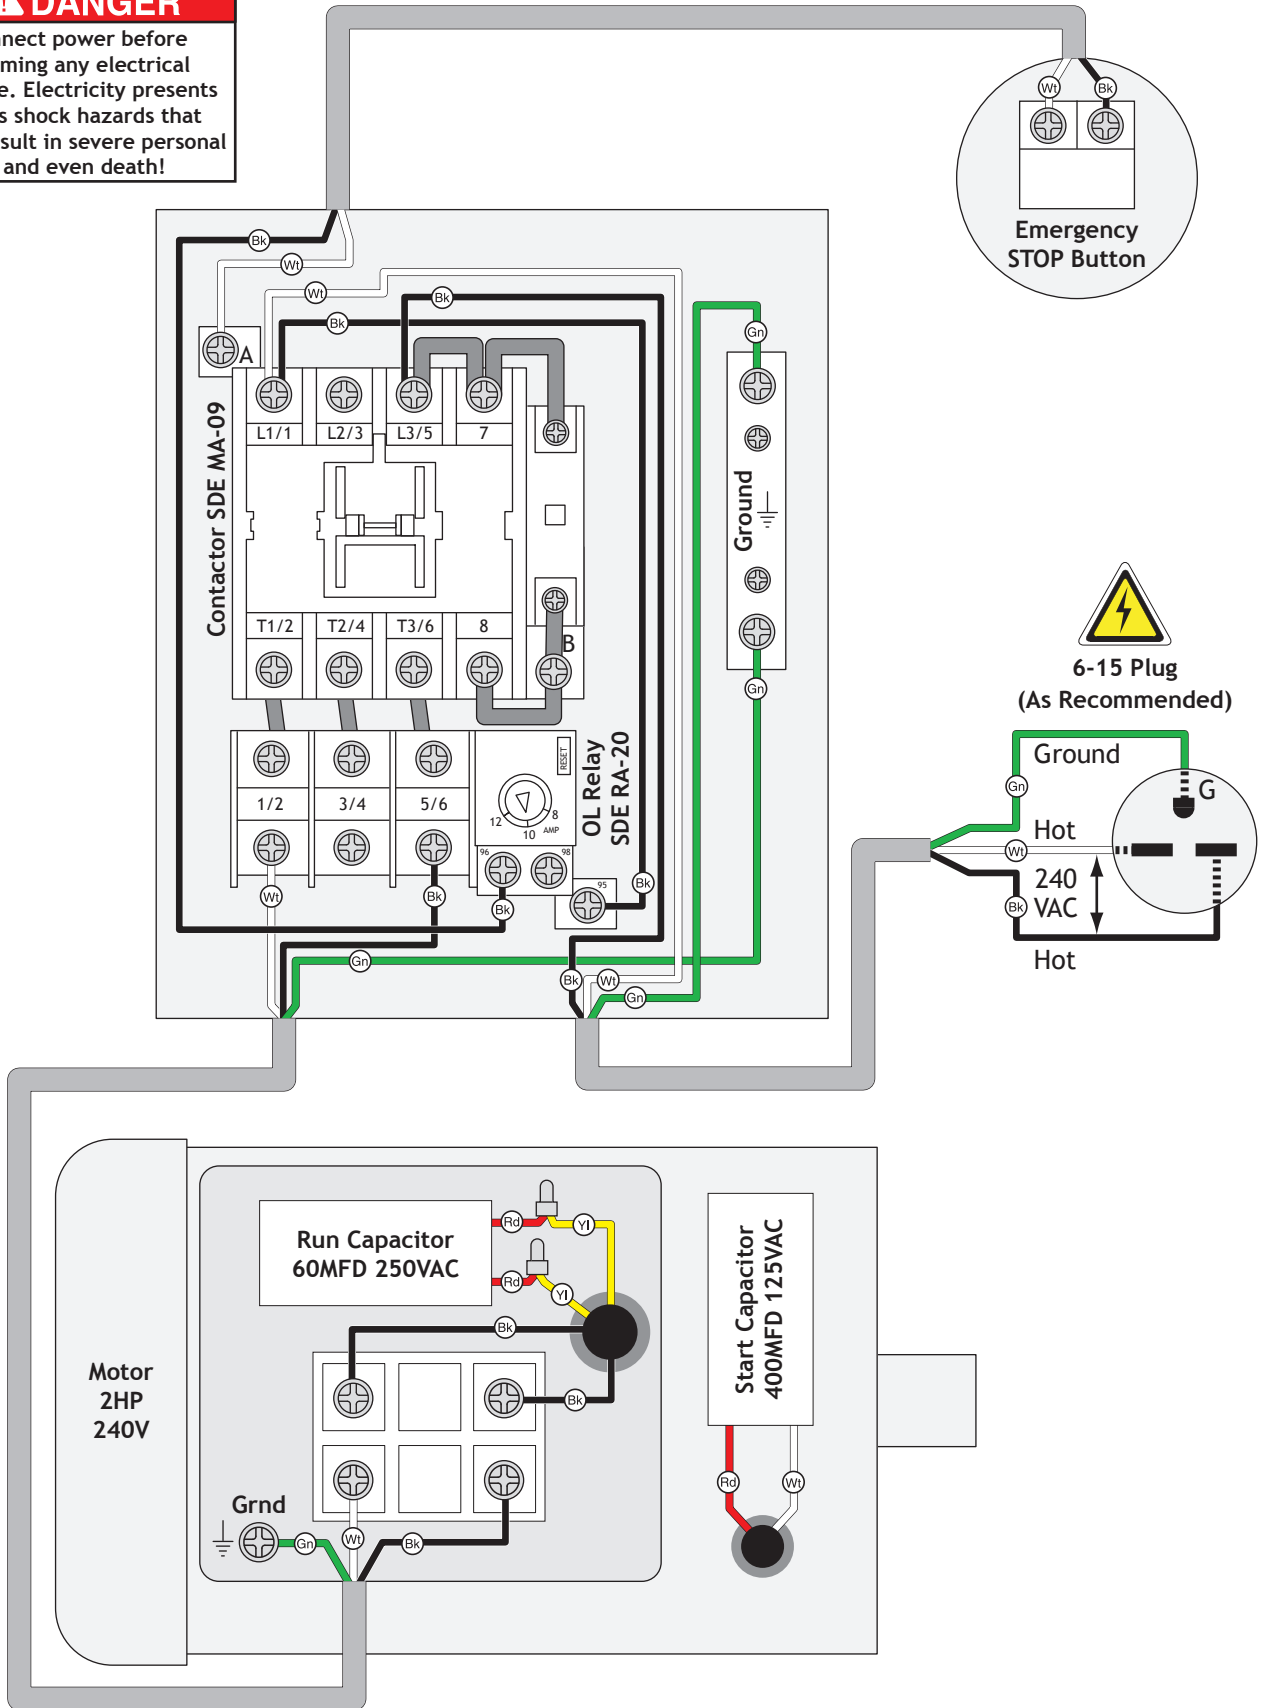 DANGER
nnect power before
ming any electrical
e. Electricity presents
s shock hazards that
sult in severe personal
and even death!
Wt
Bk
Emergency
STOP Button
Bk
Wt
Wt
Bk
Bk
Gn
A
L1/1
L2/3
L3/5
7
Contactor SDE MA-09
Ground
T1/2
T2/4
T3/6
8
B
Gn
6-15 Plug
(As Recommended)
Ground
Gn
G
Hot
Wt
240
VAC
Bk
Hot
RESET
1/2
3/4
5/6
12
10
8
AMP
OL Relay
SDE RA-20
96
98
95
Wt
Bk
Bk
Bk
Gn
Bk
Wt
Gn
Run Capacitor
60MFD 250VAC
Rd
Yl
Rd
Yl
Bk
Bk
Start Capacitor
400MFD 125VAC
Motor
2HP
240V
Rd
Wt
Grnd
Gn
Wt
Bk